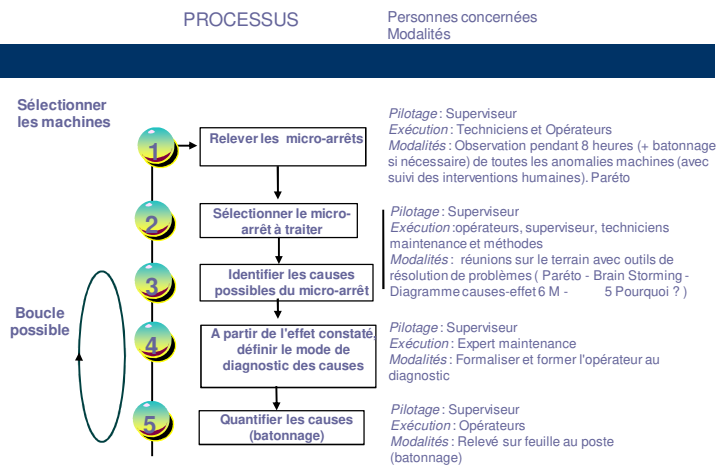 PROCESSUS
Personnes concernées
Modalités
Sélectionner
les machines
1
Relever les micro-arrêts
Pilotage : Superviseur
Exécution : Techniciens et Opérateurs
Modalités : Observation pendant 8 heures (+ batonnage
si nécessaire) de toutes les anomalies machines (avec
suivi des interventions humaines). Paréto
2
Sélectionner le micro-
arrêt à traiter
Pilotage : Superviseur
Exécution :opérateurs, superviseur, techniciens
maintenance et méthodes
Modalités : réunions sur le terrain avec outils de
résolution de problèmes ( Paréto - Brain Storming -
Diagramme causes-effet 6 M - 5 Pourquoi ? )
3
Identifier les causes
possibles du micro-arrêt
Boucle
possible
4
A partir de l'effet constaté,
définir le mode de
diagnostic des causes
Pilotage : Superviseur
Exécution : Expert maintenance
Modalités : Formaliser et former l'opérateur au
diagnostic
5
Quantifier les causes
(batonnage)
Pilotage : Superviseur
Exécution : Opérateurs
Modalités : Relevé sur feuille au poste
(batonnage)